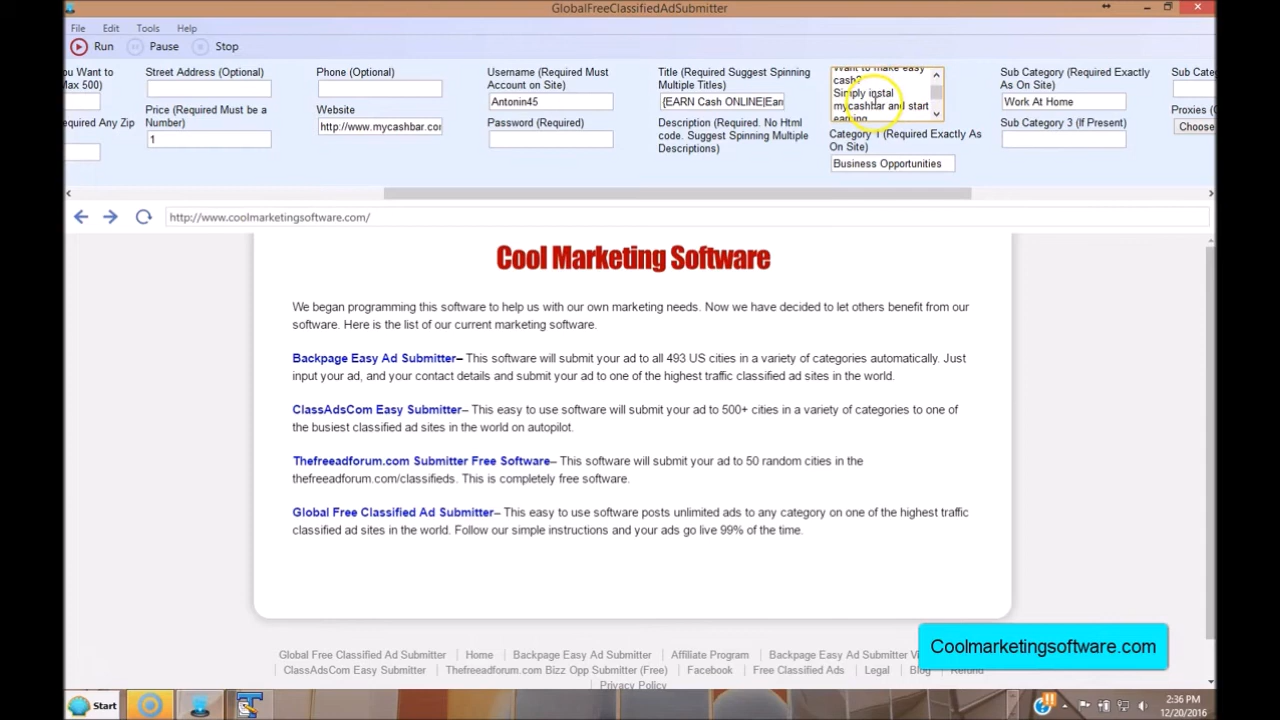 GlobalFreeClassifiedAdSubmitter
File Edit Tools Help
Run Pause Stop
ou Want to
Max 500)
equired Any Zip
Street Address (Optional)
Price (Required Must be a
Number)
1
Phone (Optional)
Website
http://www.mycashbar.cor
Username (Required Must
Account on Site)
Antonin45
Password (Required)
Title (Required Suggest Spinning
Multiple Titles)
{EARN Cash ONLINE|Earn
Description (Required. No Html
code. Suggest Spinning Multiple
Descriptions)
Want to make easy
cash?
Simply instal
mycashbar and start
earning
Category 1 (Required Exactly As
On Site)
Business Opportunities
Sub Category (Required Exactly
As On Site)
Work At Home
Sub Category 3 (If Present)
Sub Cate
Proxies (
Choose
http://www.coolmarketingsoftware.com/
Cool Marketing Software
We began programming this software to help us with our own marketing needs. Now we have decided to let others benefit from our
software. Here is the list of our current marketing software.
Backpage Easy Ad Submitter– This software will submit your ad to all 493 US cities in a variety of categories automatically. Just
input your ad, and your contact details and submit your ad to one of the highest traffic classified ad sites in the world.
ClassAdsCom Easy Submitter– This easy to use software will submit your ad to 500+ cities in a variety of categories to one of
the busiest classified ad sites in the world on autopilot.
Thefreeadforum.com Submitter Free Software– This software will submit your ad to 50 random cities in the
thefreeadforum.com/classifieds. This is completely free software.
Global Free Classified Ad Submitter– This easy to use software posts unlimited ads to any category on one of the highest traffic
classified ad sites in the world. Follow our simple instructions and your ads go live 99% of the time.
Global Free Classified Ad Submitter Home Backpage Easy Ad Submitter Affiliate Program Backpage Easy Ad Submitter Vi
ClassAdsCom Easy Submitter Thefreeadforum.com Bizz Opp Submitter (Free) Facebook Free Classified Ads Legal Blog Refund
Privacy Policy
Coolmarketingsoftware.com
Start
2:36 PM
12/20/2016